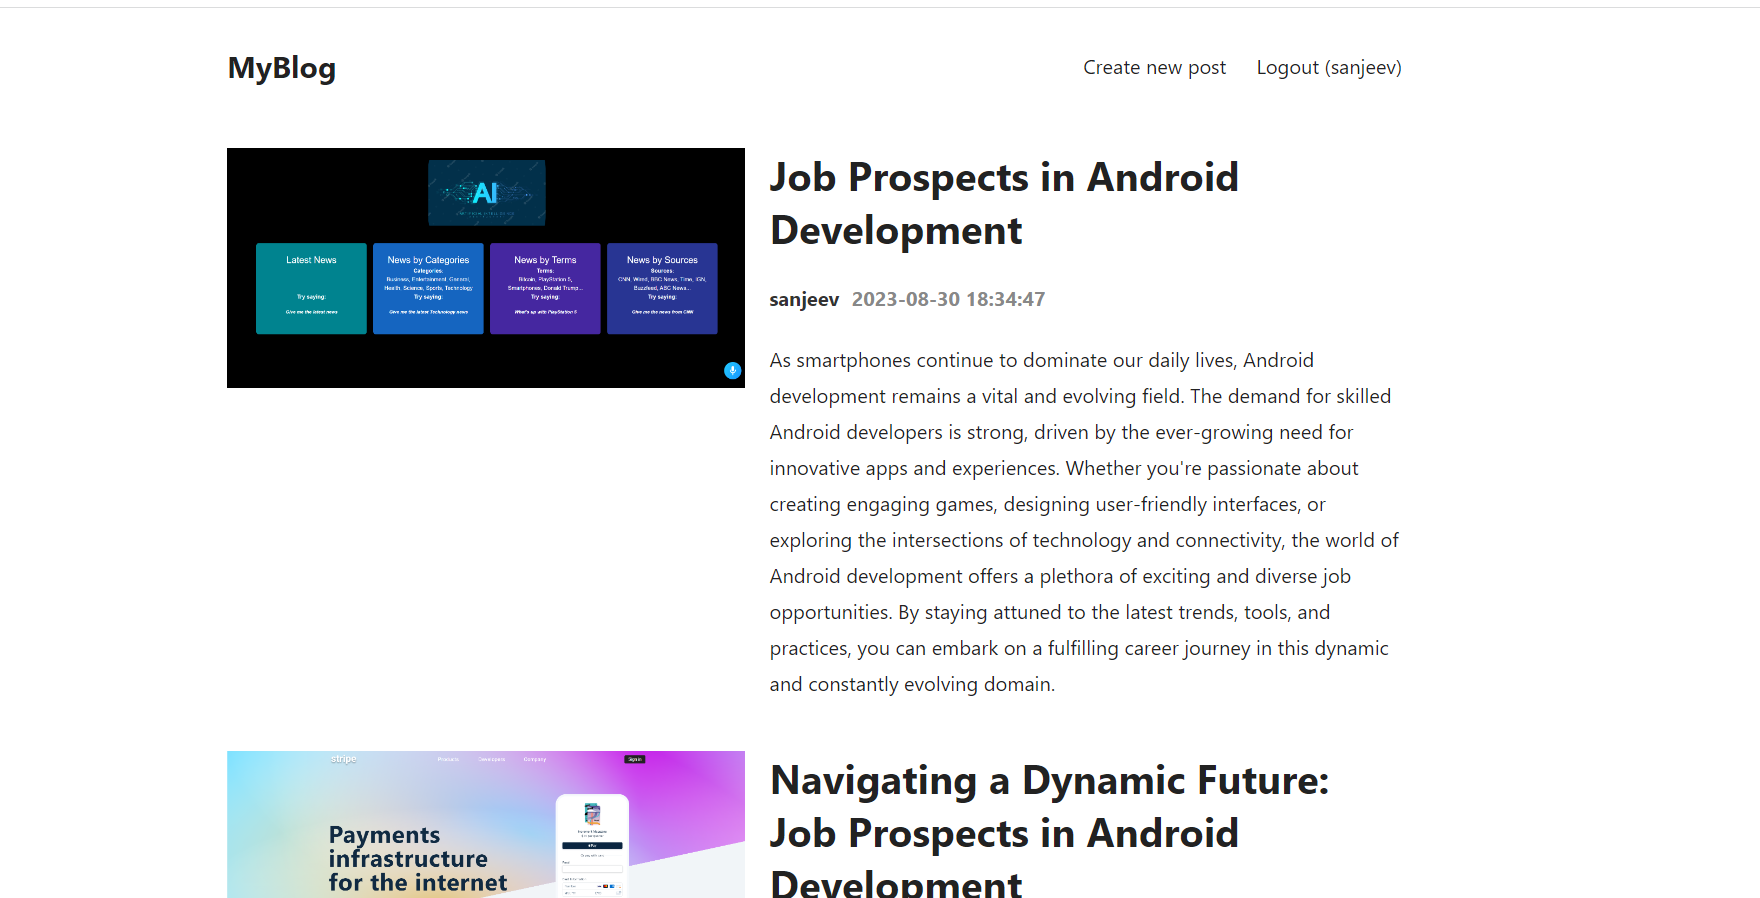 MyBlog
Create new post
Logout (sanjeev)
AI
Latest News
Try saying:
Give me the latest news
News by Categories
Categories:
Business, Entertainment, General,
Health, Science, Sports, Technology
Try saying:
Give me the latest Technology news
News by Terms
Terms:
Bitcoin, PlayStation 5,
Smartphones, Donald Trump...
Try saying:
What's up with PlayStation 5
News by Sources
Sources:
CNN, Wired, BBC News, Time, IGN,
Buzzfeed, ABC News...
Try saying:
Give me the news from CNN
Job Prospects in Android
Development
sanjeev 2023-08-30 18:34:47
As smartphones continue to dominate our daily lives, Android
development remains a vital and evolving field. The demand for skilled
Android developers is strong, driven by the ever-growing need for
innovative apps and experiences. Whether you're passionate about
creating engaging games, designing user-friendly interfaces, or
exploring the intersections of technology and connectivity, the world of
Android development offers a plethora of exciting and diverse job
opportunities. By staying attuned to the latest trends, tools, and
practices, you can embark on a fulfilling career journey in this dynamic
and constantly evolving domain.
stripe
Products
Developers
Company
Sign in
Payments
infrastructure
for the internet
Pay
Navigating a Dynamic Future:
Job Prospects in Android
Development